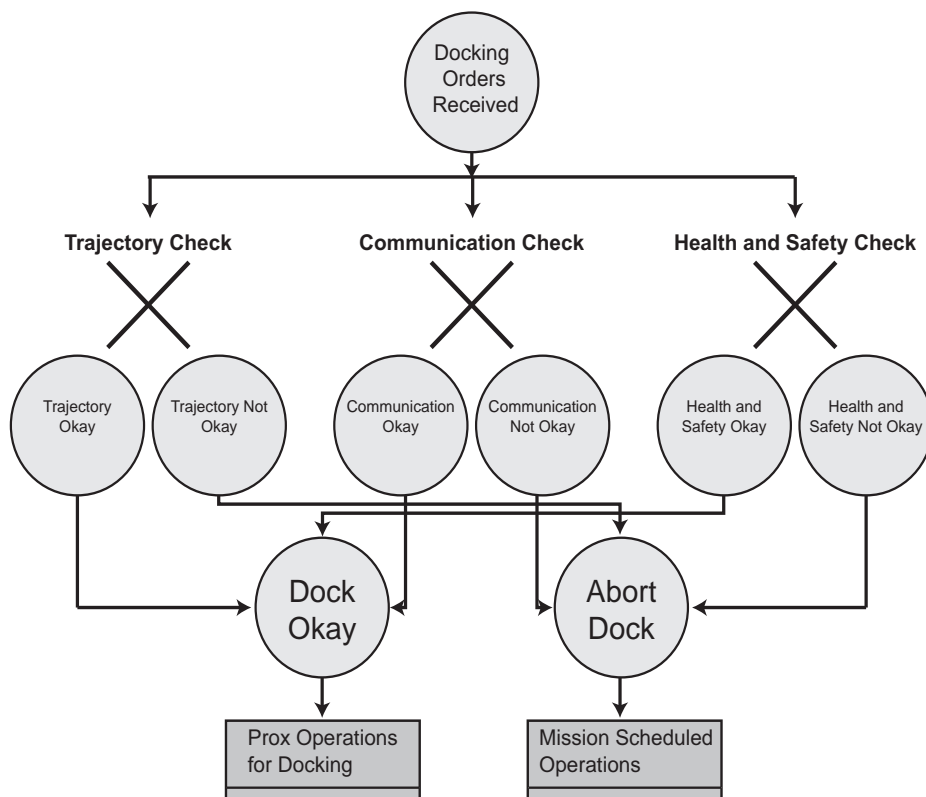 Docking
Orders
Received
Trajectory Check
Communication Check
Health and Safety Check
Trajectory
Okay
Trajectory Not
Okay
Communication
Okay
Communication
Not Okay
Health and
Safety Okay
Health and
Safety Not Okay
Dock
Okay
Abort
Dock
Prox Operations
for Docking
Mission Scheduled
Operations